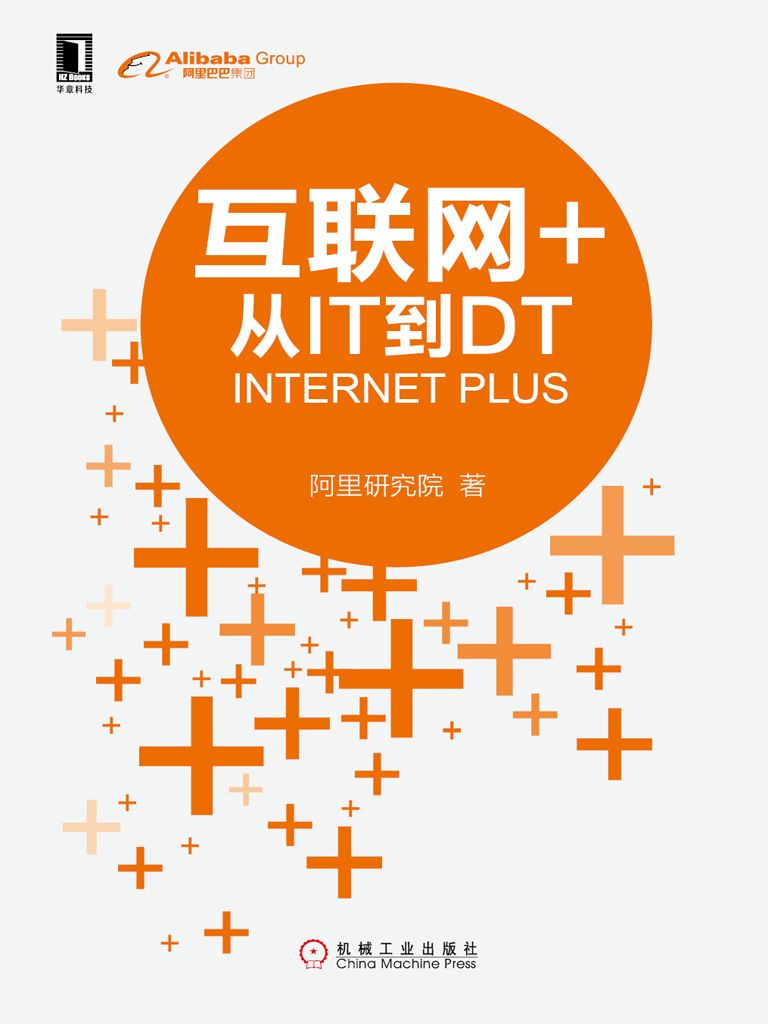 HZ Books
华章科技
Alibaba Group
阿里巴巴集团
互联网+
从IT到DT
INTERNET PLUS
阿里研究院 著
机械工业出版社
China Machine Press